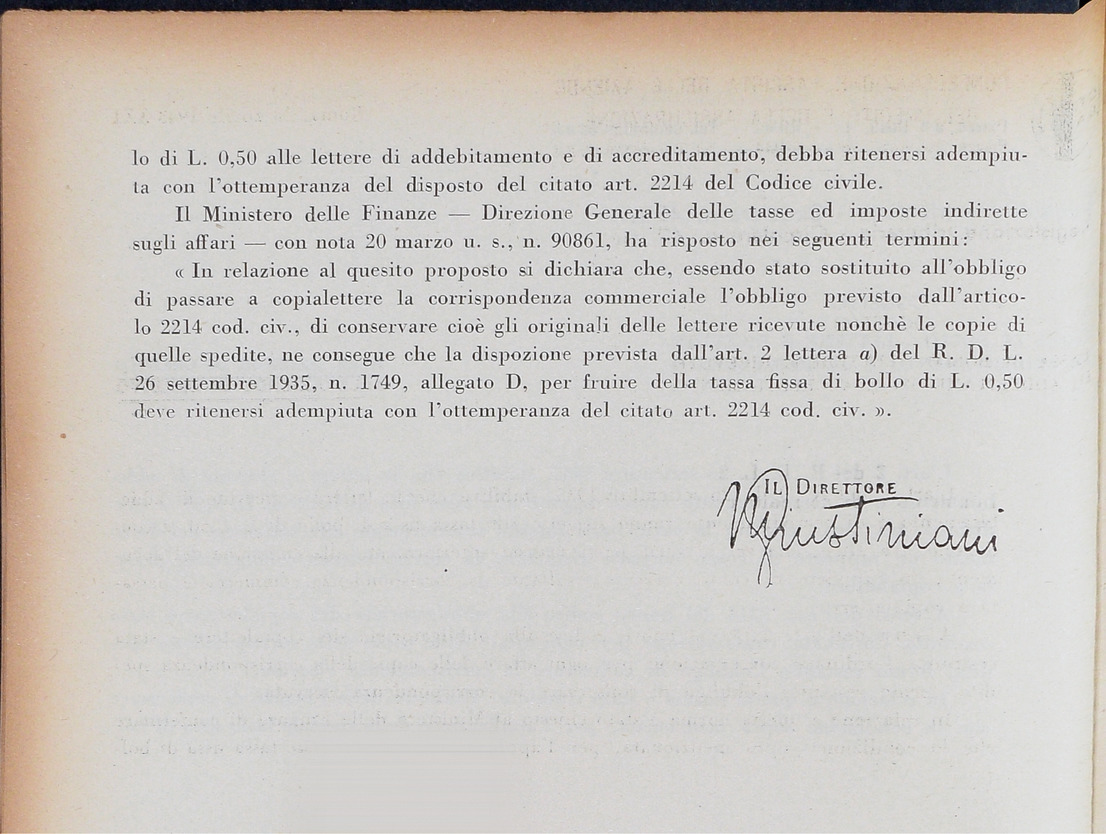 lo di L. 0,50 alle lettere di addebitamento e di accreditamento, debba ritenersi adempiu-
ta con l'ottemperanza del disposto del citato art. 2214 del Codice civile.
Il Ministero delle Finanze — Direzione Generale delle tasse ed imposte indirette
sugli affari — con nota 20 marzo u. s., n. 90861, ha risposto nei seguenti termini:
« In relazione al quesito proposto si dichiara che, essendo stato sostituito all'obbligo
di passare a copialettere la corrispondenza commerciale l'obbligo previsto dall'artico-
lo 2214 cod. civ., di conservare cioè gli originali delle lettere ricevute nonchè le copie di
quelle spedite, ne consegue che la dispozione prevista dall'art. 2 lettera a) del R. D. L.
26 settembre 1935, n. 1749, allegato D, per fruire della tassa fissa di bollo di L. 0,50
deve ritenersi adempiuta con l'ottemperanza del citato art. 2214 cod. civ. ».
IL DIRETTORE
Giustiniani